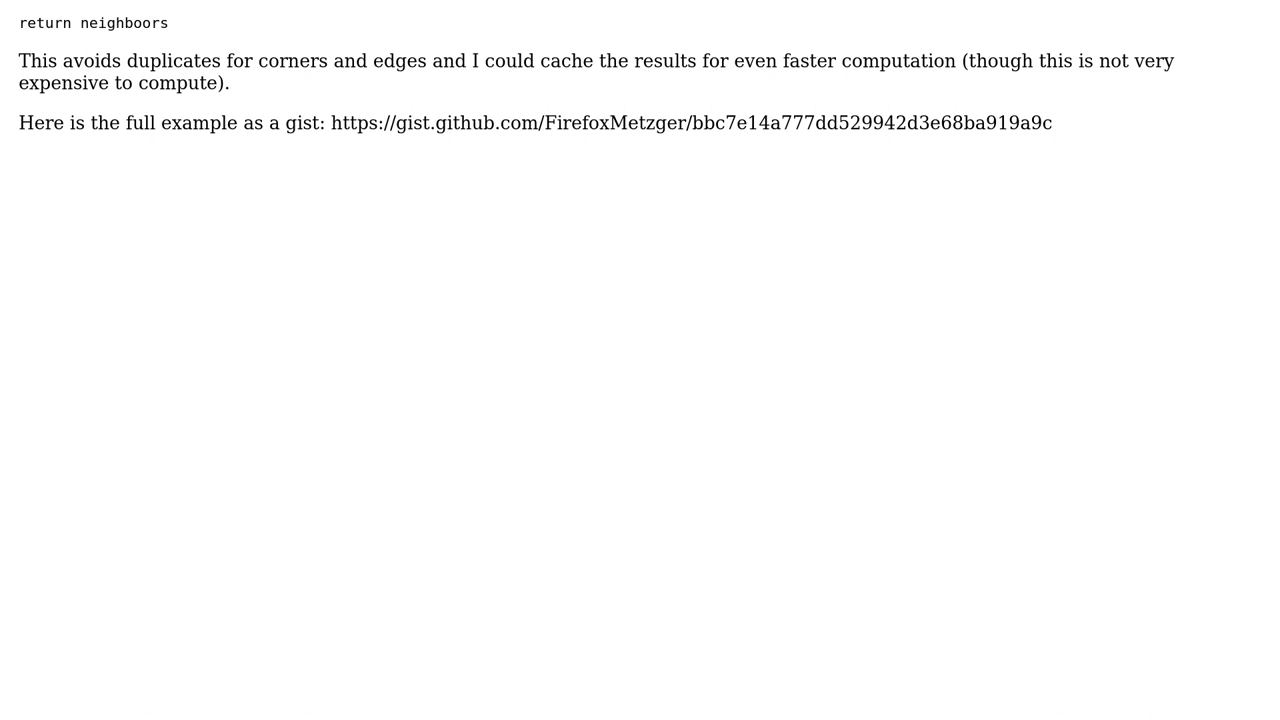 return neighboors
This avoids duplicates for corners and edges and I could cache the results for even faster computation (though this is not very
expensive to compute).
Here is the full example as a gist: https://gist.github.com/FirefoxMetzger/bbc7e14a777dd529942d3e68ba919a9c